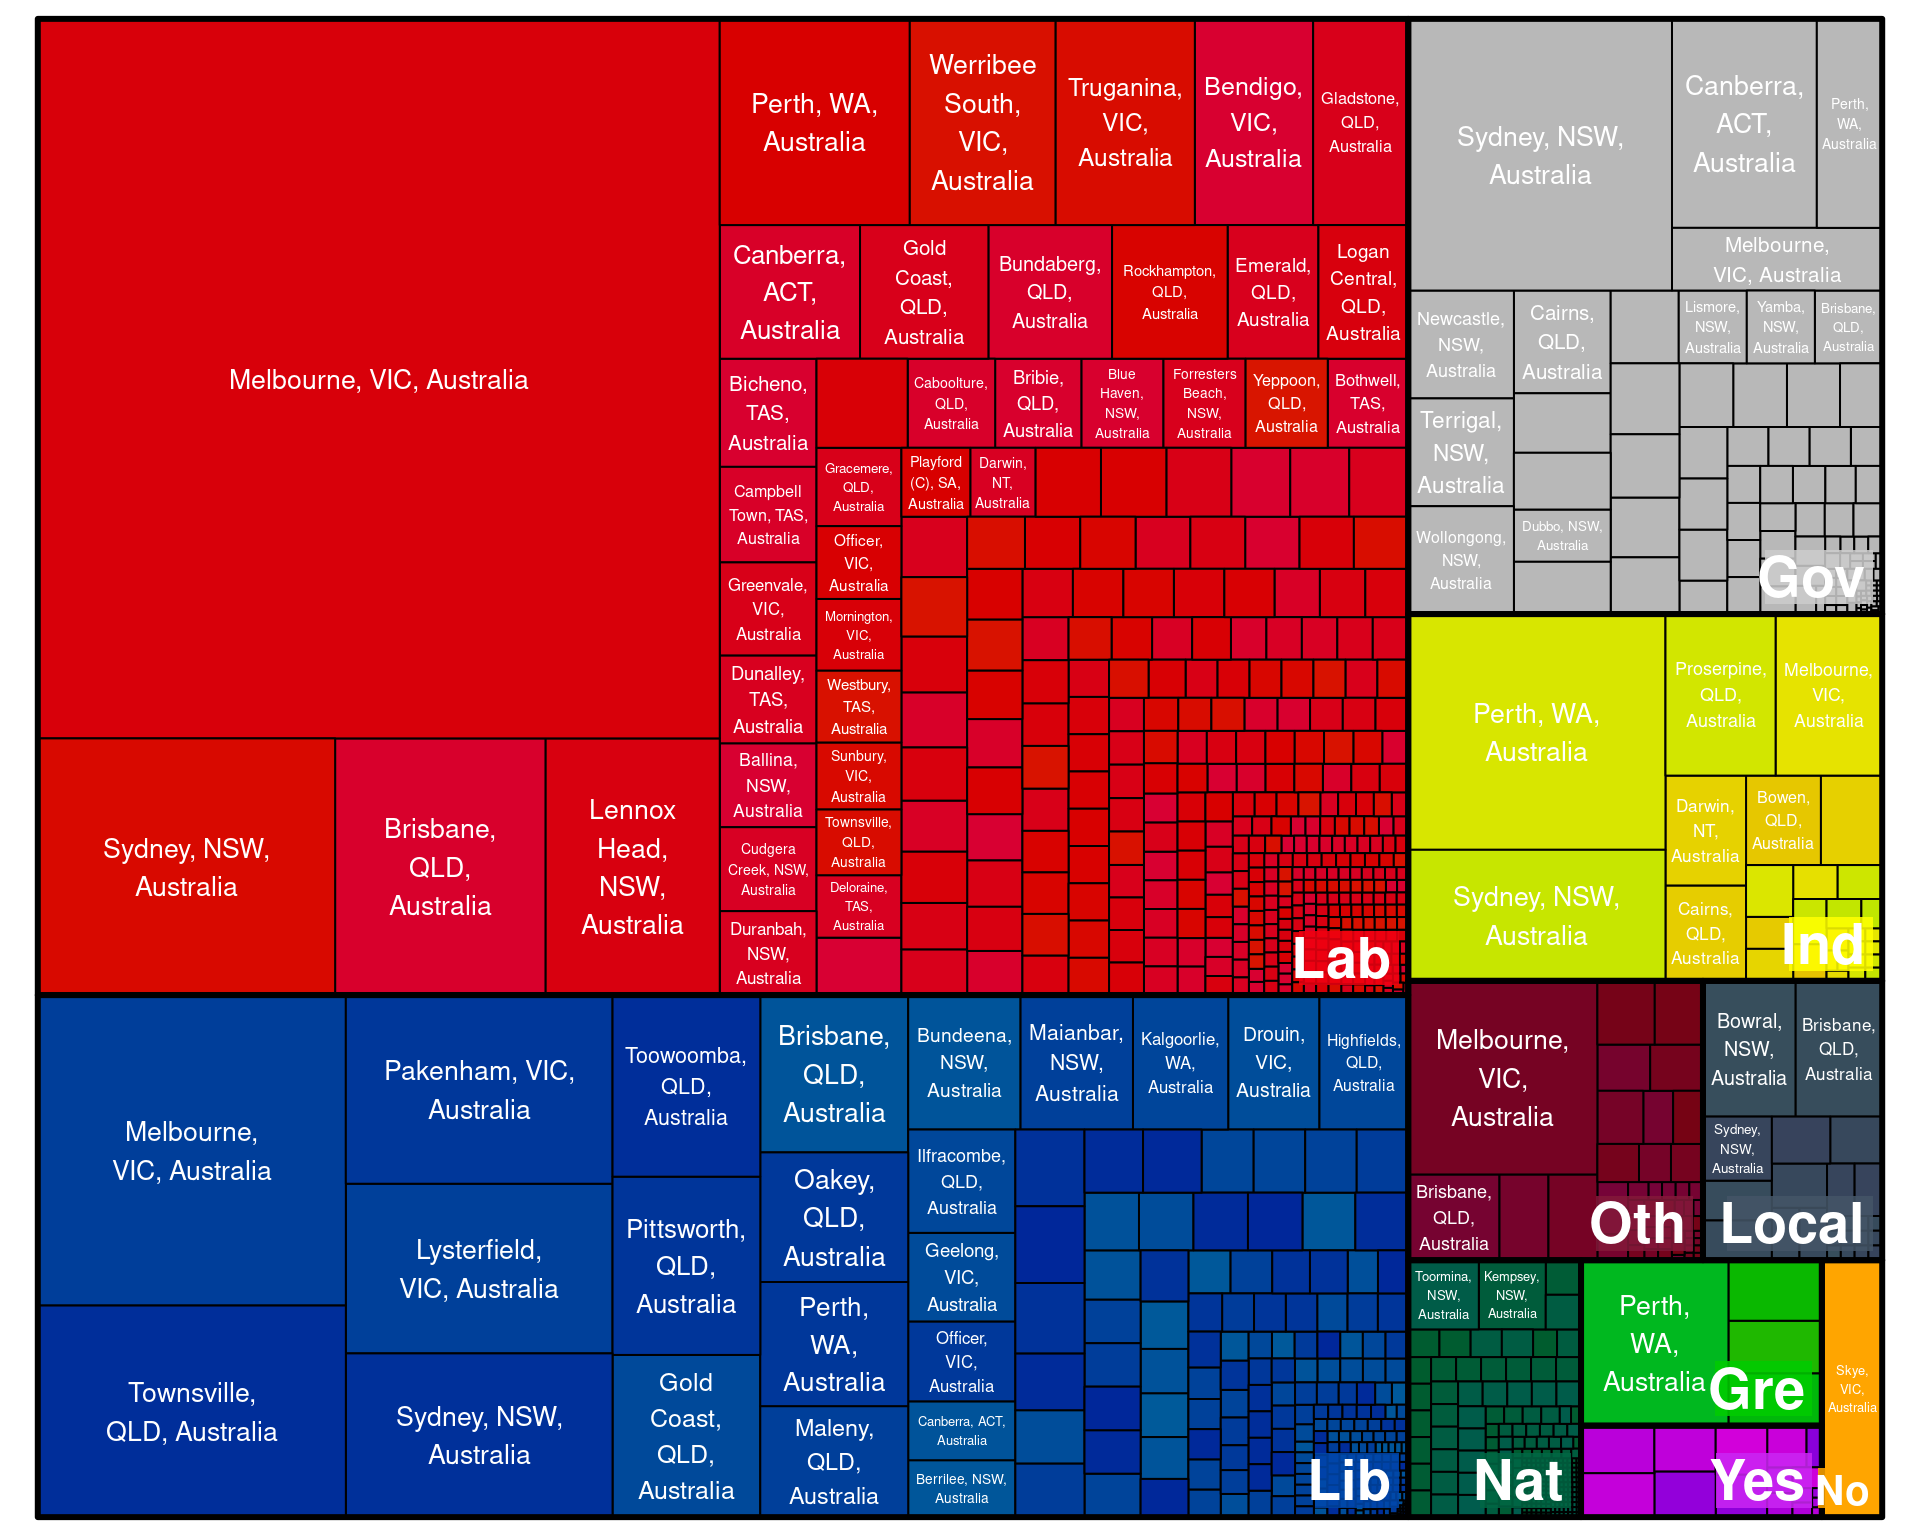 Melbourne, VIC, Australia
Sydney, NSW,
Australia
Brisbane,
QLD,
Australia
Lennox
Head,
NSW,
Australia
Perth, WA,
Australia
Werribee
South,
VIC,
Australia
Truganina,
VIC,
Australia
Bendigo,
VIC,
Australia
Gladstone,
QLD,
Australia
Canberra,
ACT,
Australia
Gold
Coast,
QLD,
Australia
Bundaberg,
QLD,
Australia
Rockhampton,
QLD,
Australia
Emerald,
QLD,
Australia
Logan
Central,
QLD,
Australia
Bicheno,
TAS,
Australia
Campbell
Town, TAS,
Australia
Greenvale,
VIC,
Australia
Dunalley,
TAS,
Australia
Ballina,
NSW,
Australia
Cudgera
Creek, NSW,
Australia
Duranbah,
NSW,
Australia
Caboolture,
QLD,
Australia
Bribie,
QLD,
Australia
Blue
Haven,
NSW,
Australia
Forresters
Beach,
NSW,
Australia
Yeppoon,
QLD,
Australia
Bothwell,
TAS,
Australia
Gracemere,
QLD,
Australia
Officer,
VIC,
Australia
Mornington,
VIC,
Australia
Westbury,
TAS,
Australia
Sunbury,
VIC,
Australia
Townsville,
QLD,
Australia
Deloraine,
TAS,
Australia
Playford
(C), SA,
Australia
Darwin,
NT,
Australia
Lab
Sydney, NSW,
Australia
Canberra,
ACT,
Australia
Perth,
WA,
Australia
Melbourne,
VIC, Australia
Newcastle,
NSW,
Australia
Terrigal,
NSW,
Australia
Wollongong,
NSW,
Australia
Cairns,
QLD,
Australia
Dubbo, NSW,
Australia
Lismore,
NSW,
Australia
Yamba,
NSW,
Australia
Brisbane,
QLD,
Australia
Gov
Perth, WA,
Australia
Sydney, NSW,
Australia
Proserpine,
QLD,
Australia
Melbourne,
VIC,
Australia
Darwin,
NT,
Australia
Bowen,
QLD,
Australia
Cairns,
QLD,
Australia
Ind
Melbourne,
VIC, Australia
Townsville,
QLD, Australia
Pakenham, VIC,
Australia
Lysterfield,
VIC, Australia
Sydney, NSW,
Australia
Toowoomba,
QLD,
Australia
Pittsworth,
QLD,
Australia
Gold
Coast,
QLD,
Australia
Brisbane,
QLD,
Australia
Oakey,
QLD,
Australia
Perth,
WA,
Australia
Maleny,
QLD,
Australia
Bundeena,
NSW,
Australia
Maianbar,
NSW,
Australia
Kalgoorlie,
WA,
Australia
Drouin,
VIC,
Australia
Highfields,
QLD,
Australia
Ilfracombe,
QLD,
Australia
Geelong,
VIC,
Australia
Officer,
VIC,
Australia
Canberra, ACT,
Australia
Berrilee, NSW,
Australia
Lib
Melbourne,
VIC,
Australia
Brisbane,
QLD,
Australia
Oth
Bowral,
NSW,
Australia
Brisbane,
QLD,
Australia
Sydney,
NSW,
Australia
Local
Toormina,
NSW,
Australia
Kempsey,
NSW,
Australia
Nat
Perth,
WA,
Australia
Gre
Yes
Skye,
VIC,
Australia
No